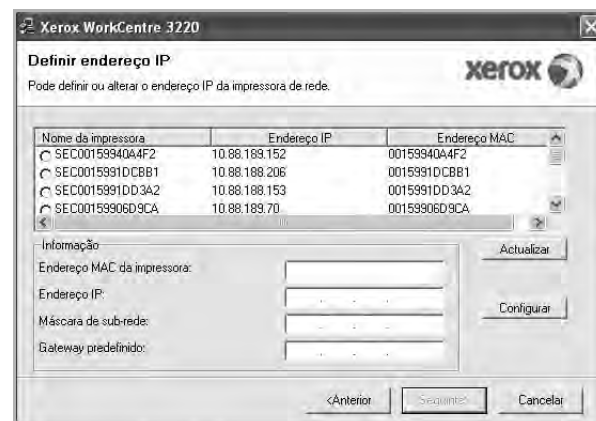 Xerox WorkCentre 3220
Definir endereço IP
Pode definir ou alterar o endereço IP da impressora de rede.
xerox
Nome da impressora Endereço IP Endereço MAC
SEC00159940A4F2 10.88.189.152 00159940A4F2
SEC0015991DCBB1 10.88.188.206 0015991DCBB1
SEC0015991DD3A2 10.88.188.153 0015991DD3A2
SEC00159906D9CA 10.88.189.70 00159906D9CA
Informação
Actualizar
Endereço MAC da impressora:
Endereço IP:
Configurar
Máscara de sub-rede:
Gateway predefinido:
<Anterior Seguinte> Cancelar